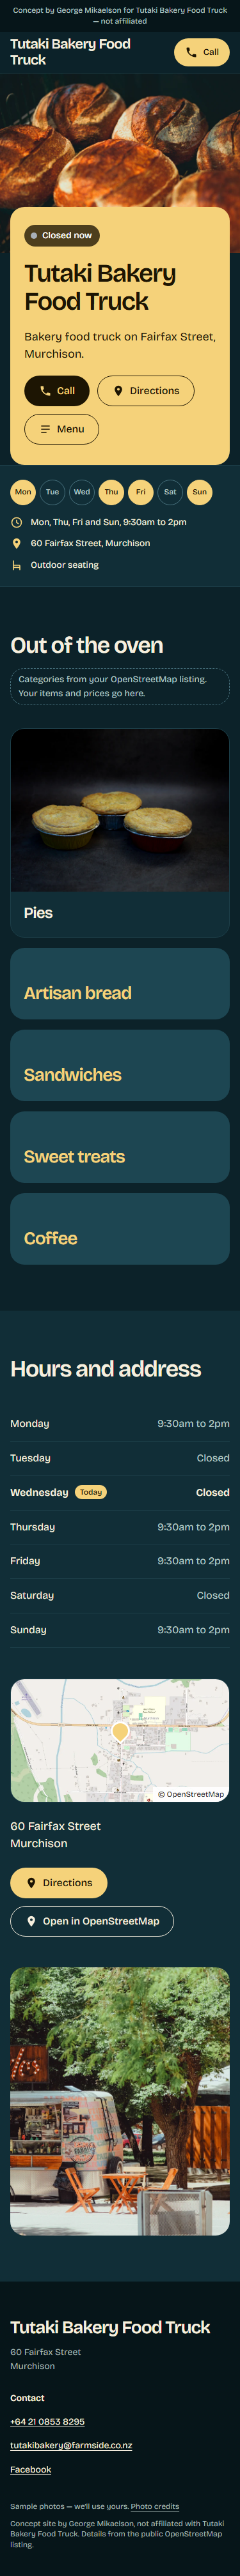 Concept by George Mikaelson for Tutaki Bakery Food Truck
— not affiliated
Tutaki Bakery Food
Truck
Call
Closed now
Tutaki Bakery
Food Truck
Bakery food truck on Fairfax Street,
Murchison.
Call
Directions
Menu
Mon Tue Wed Thu Fri Sat Sun
Mon, Thu, Fri and Sun, 9:30am to 2pm
60 Fairfax Street, Murchison
Outdoor seating
Out of the oven
Categories from your OpenStreetMap listing.
Your items and prices go here.
Pies
Artisan bread
Sandwiches
Sweet treats
Coffee
Hours and address
Monday 9:30am to 2pm
Tuesday Closed
Wednesday Today Closed
Thursday 9:30am to 2pm
Friday 9:30am to 2pm
Saturday Closed
Sunday 9:30am to 2pm
© OpenStreetMap
60 Fairfax Street
Murchison
Directions
Open in OpenStreetMap
Tutaki Bakery Food Truck
60 Fairfax Street
Murchison
Contact
+64 21 0853 8295
tutakibakery@farmside.co.nz
Facebook
Sample photos — we'll use yours. Photo credits
Concept site by George Mikaelson, not affiliated with Tutaki
Bakery Food Truck. Details from the public OpenStreetMap
listing.